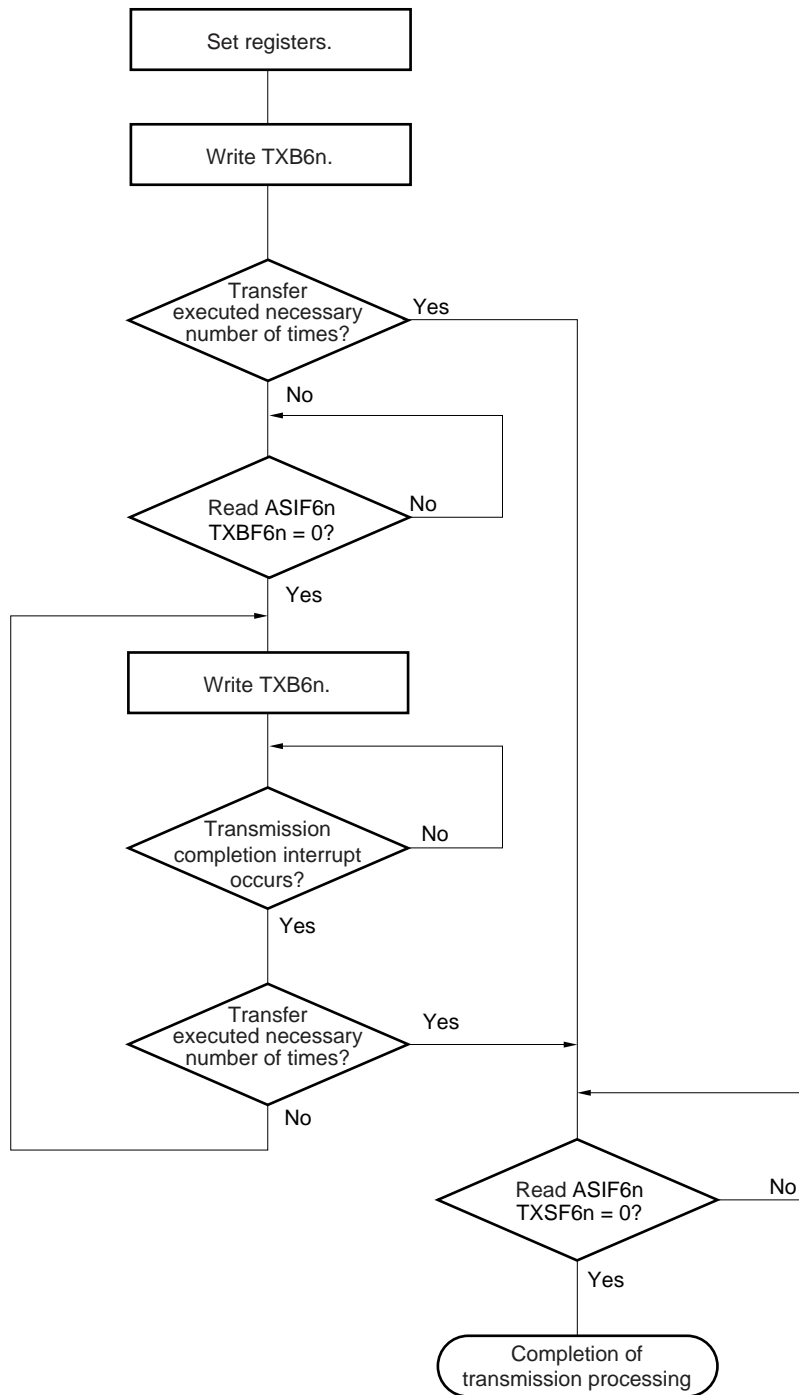 Set registers.
Write TXB6n.
Transfer
executed necessary
number of times?
Yes
No
Read ASIF6n
TXBF6n = 0?
No
Yes
Write TXB6n.
Transmission
completion interrupt
occurs?
No
Yes
Transfer
executed necessary
number of times?
Yes
No
Read ASIF6n
TXSF6n = 0?
No
Yes
Completion of
transmission processing